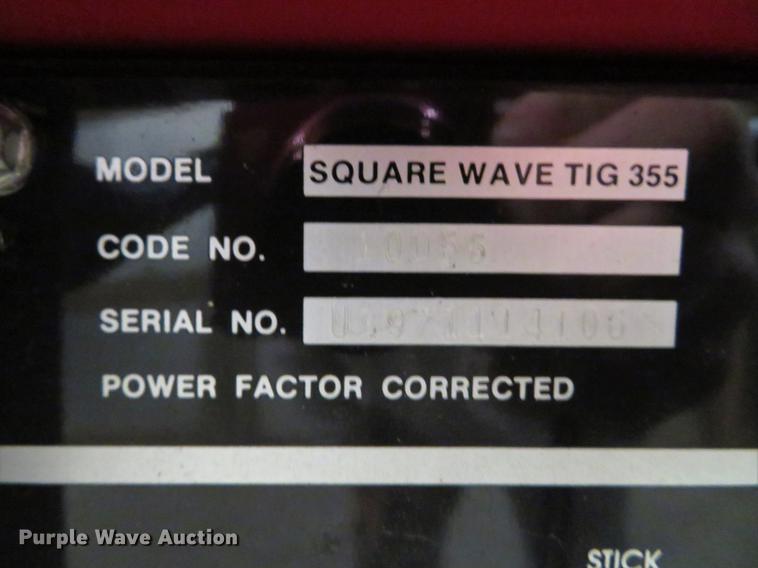 MODEL SQUARE WAVE TIG 355
CODE NO.
SERIAL NO.
POWER FACTOR CORRECTED
STICK
Purple Wave Auction